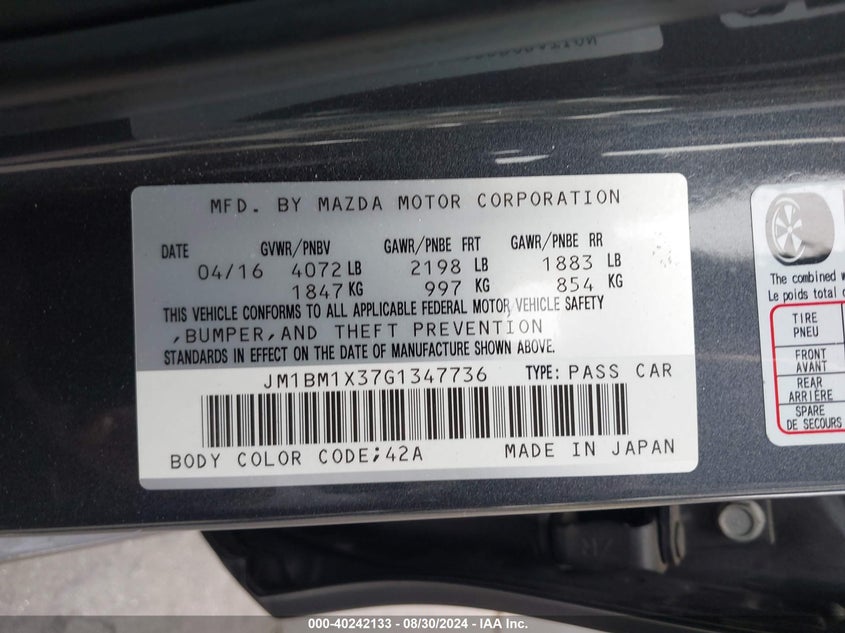 MFD. BY MAZDA MOTOR CORPORATION
DATE GVWR/PNBV GAWR/PNBE FRT GAWR/PNBE RR
04/16 4072 LB 2198 LB 1883 LB
1847 KG 997 KG 854 KG
THIS VEHICLE CONFORMS TO ALL APPLICABLE FEDERAL MOTOR VEHICLE SAFETY
,BUMPER,AND THEFT PREVENTION
STANDARDS IN EFFECT ON THE DATE OF MANUFACTURE SHOWN ABOVE.
JM1BM1X37G1347736 TYPE: PASS CAR
BODY COLOR CODE;42A MADE IN JAPAN
The combined w
Le poids total
TIRE
PNEU
FRONT
AVANT
REAR
ARRIÈRE
SPARE
DE SECOURS
000-40242133 - 08/30/2024 - IAA Inc.